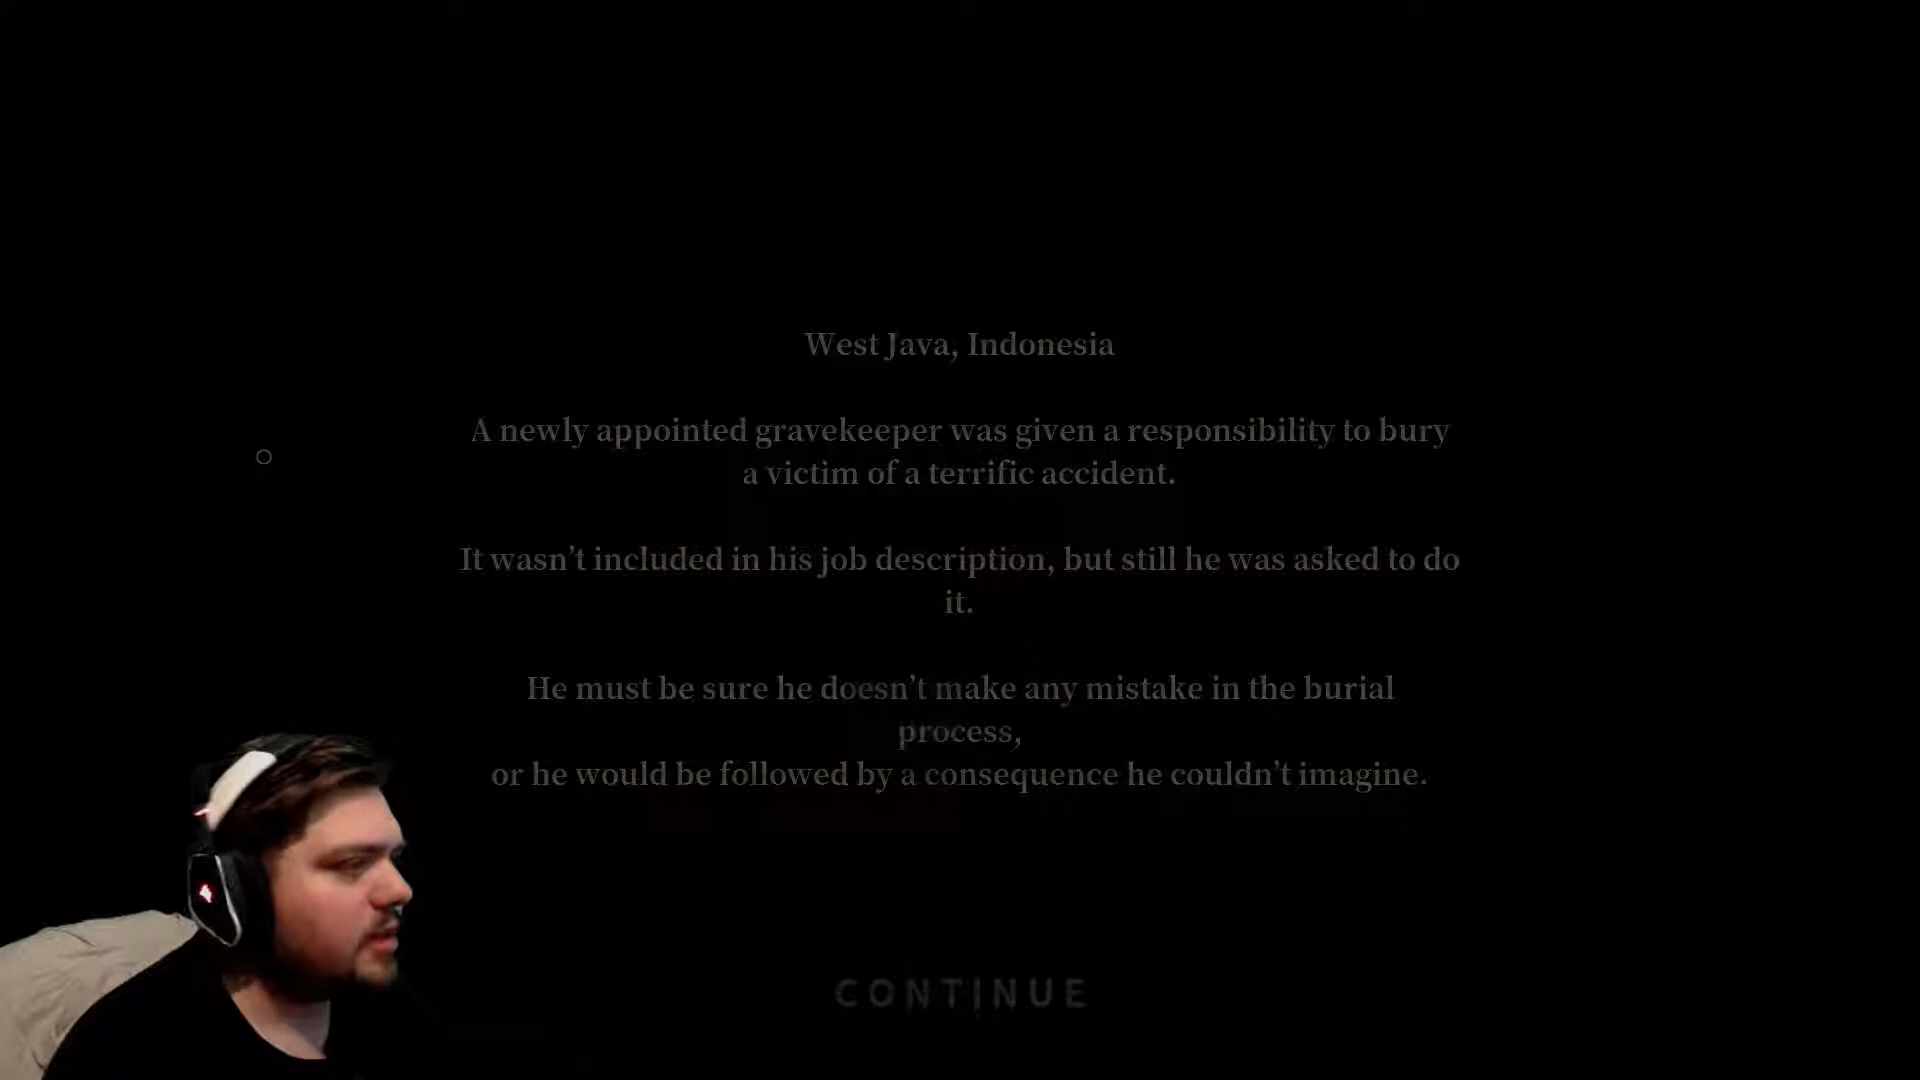 West Java, Indonesia
A newly appointed gravekeeper was given a responsibility to bury
a victim of a terrific accident.
It wasn't included in his job description, but still he was asked to do
it.
He must be sure he doesn't make any mistake in the burial
process,
or he would be followed by a consequence he couldn't imagine.
CONTINUE